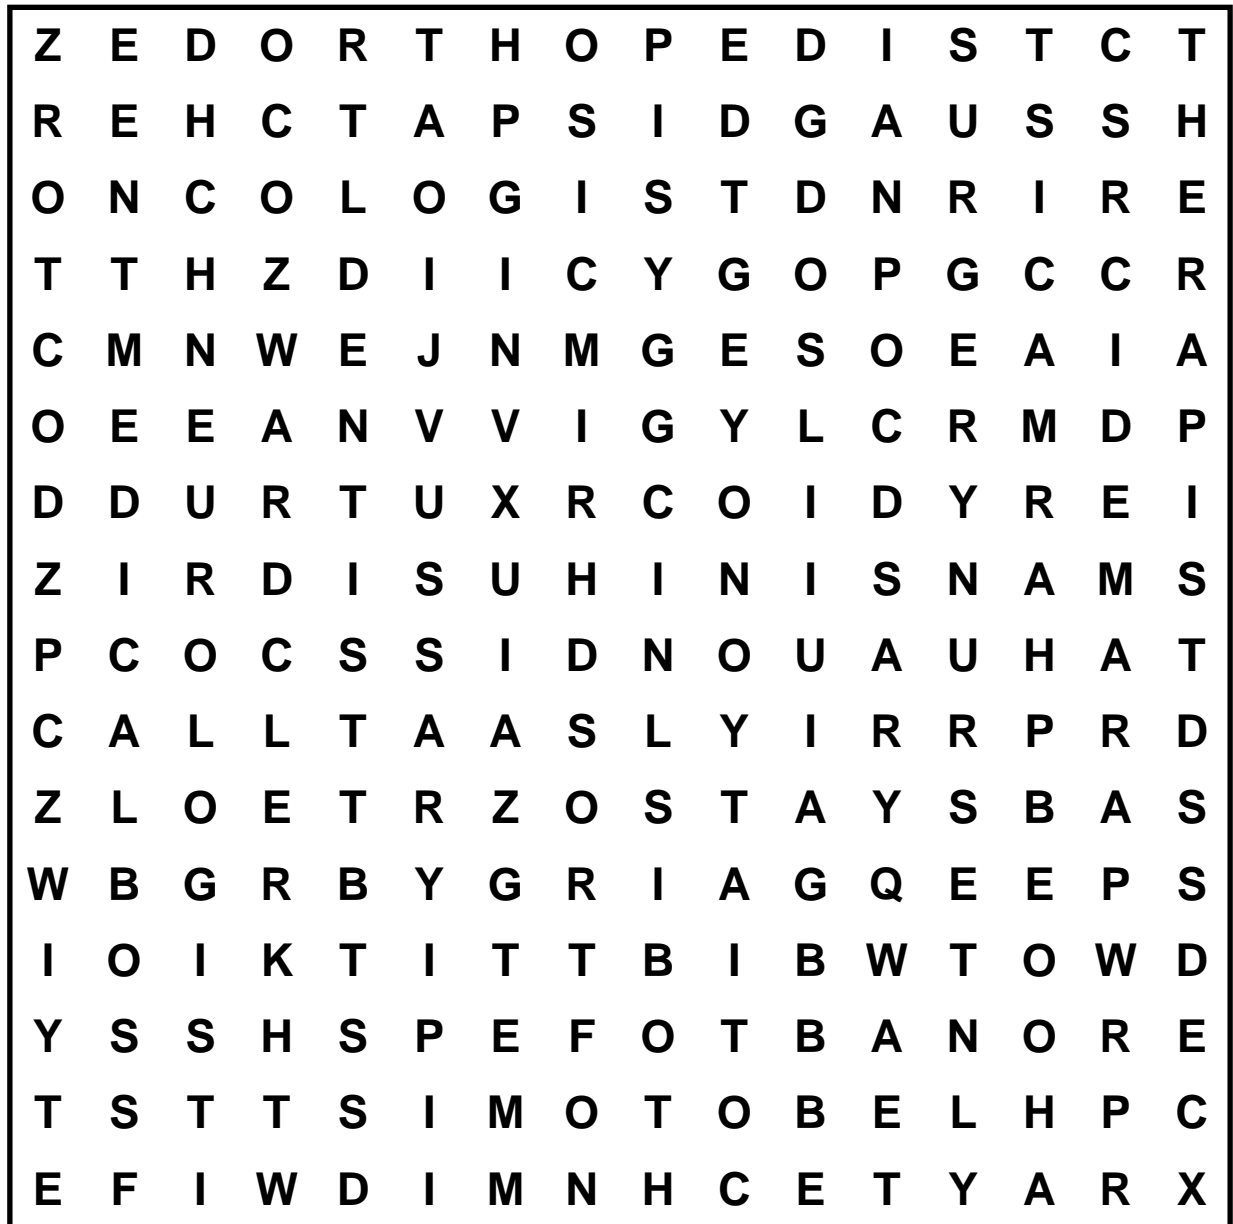 Z E D O R T H O P E D I S T C T
R E H C T A P S I D G A U S S H
O N C O L O G I S T D N R I R E
T T H Z D I I C Y G O P G C C R
C M N W E J N M G E S O E A I A
O E E A N V V I G Y L C R M D P
D D U R T U X R C O I D Y R E I
Z I R D I S U H I N I S N A M S
P C O C S S I D N O U A U H A T
C A L L T A A S L Y I R R P R D
Z L O E T R Z O S T A Y S B A S
W B G R B Y G R I A G Q E E P S
I O I K T I T T B I B W T O W D
Y S S H S P E F O T B A N O R E
T S T T S I M O T O B E L H P C
E F I W D I M N H C E T Y A R X